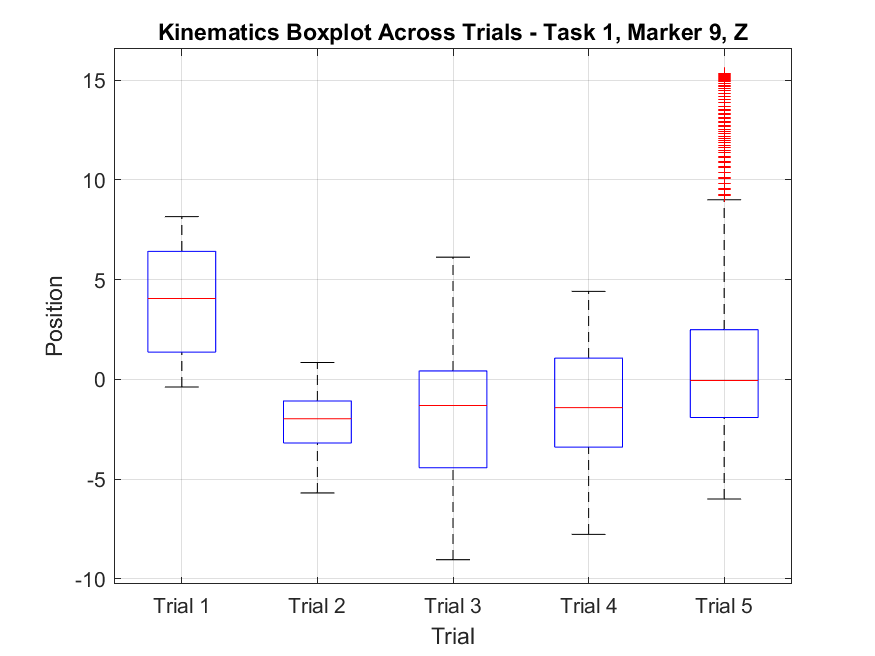 Kinematics Boxplot Across Trials - Task 1, Marker 9, Z
15
10
5
0
-5
-10
Position
Trial 1 Trial 2 Trial 3 Trial 4 Trial 5
Trial